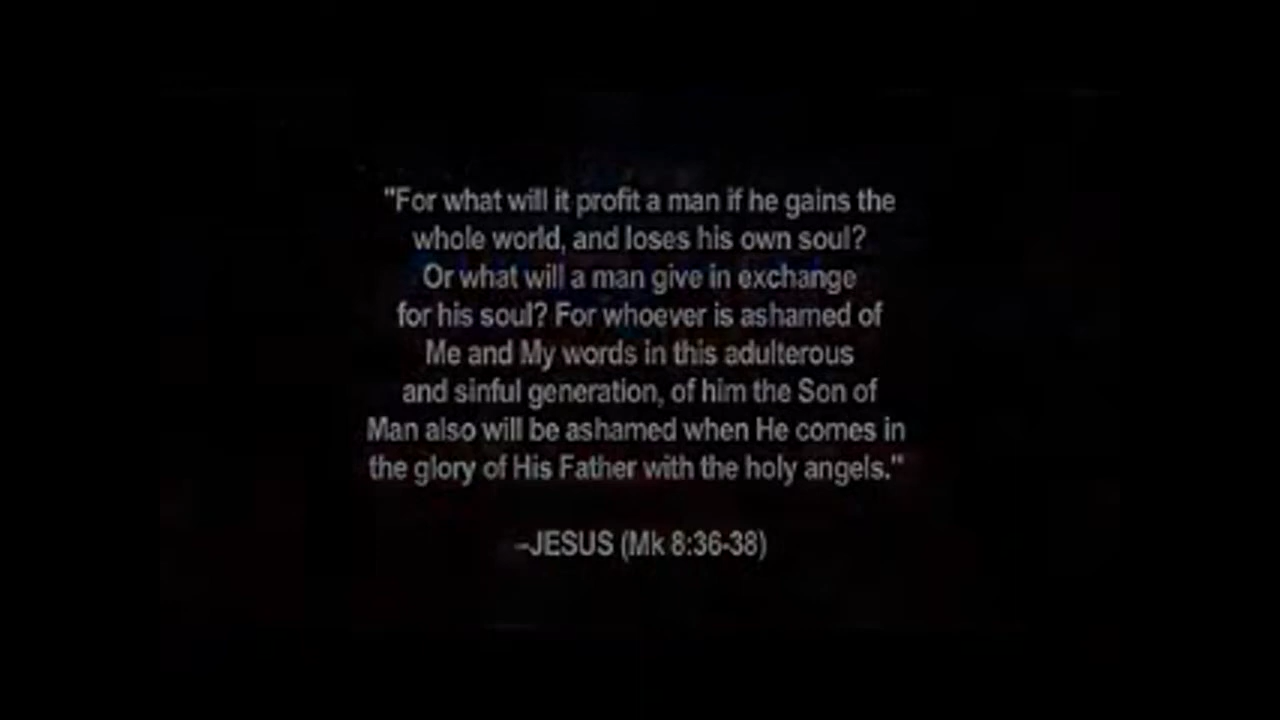 "For what will it profit a man if he gains the
whole world, and loses his own soul?
Or what will a man give in exchange
for his soul? For whoever is ashamed of
Me and My words in this adulterous
and sinful generation, of him the Son of
Man also will be ashamed when He comes in
the glory of His Father with the holy angels."
–JESUS (Mk 8:36-38)